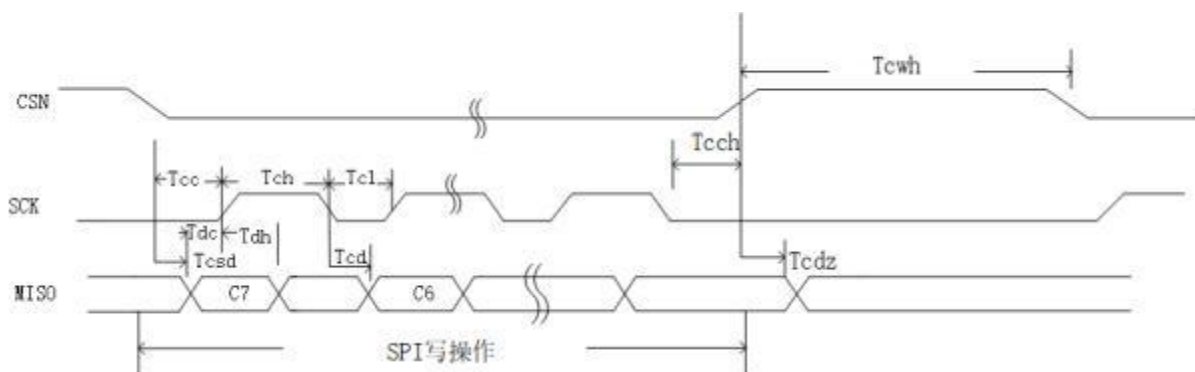 Tcwh
CSN
Tcch
Tcc Tch Tcl
SCK
Tdc Tdh
Tcsd Tcd Tcdz
MISO C7 C6
SPI写操作